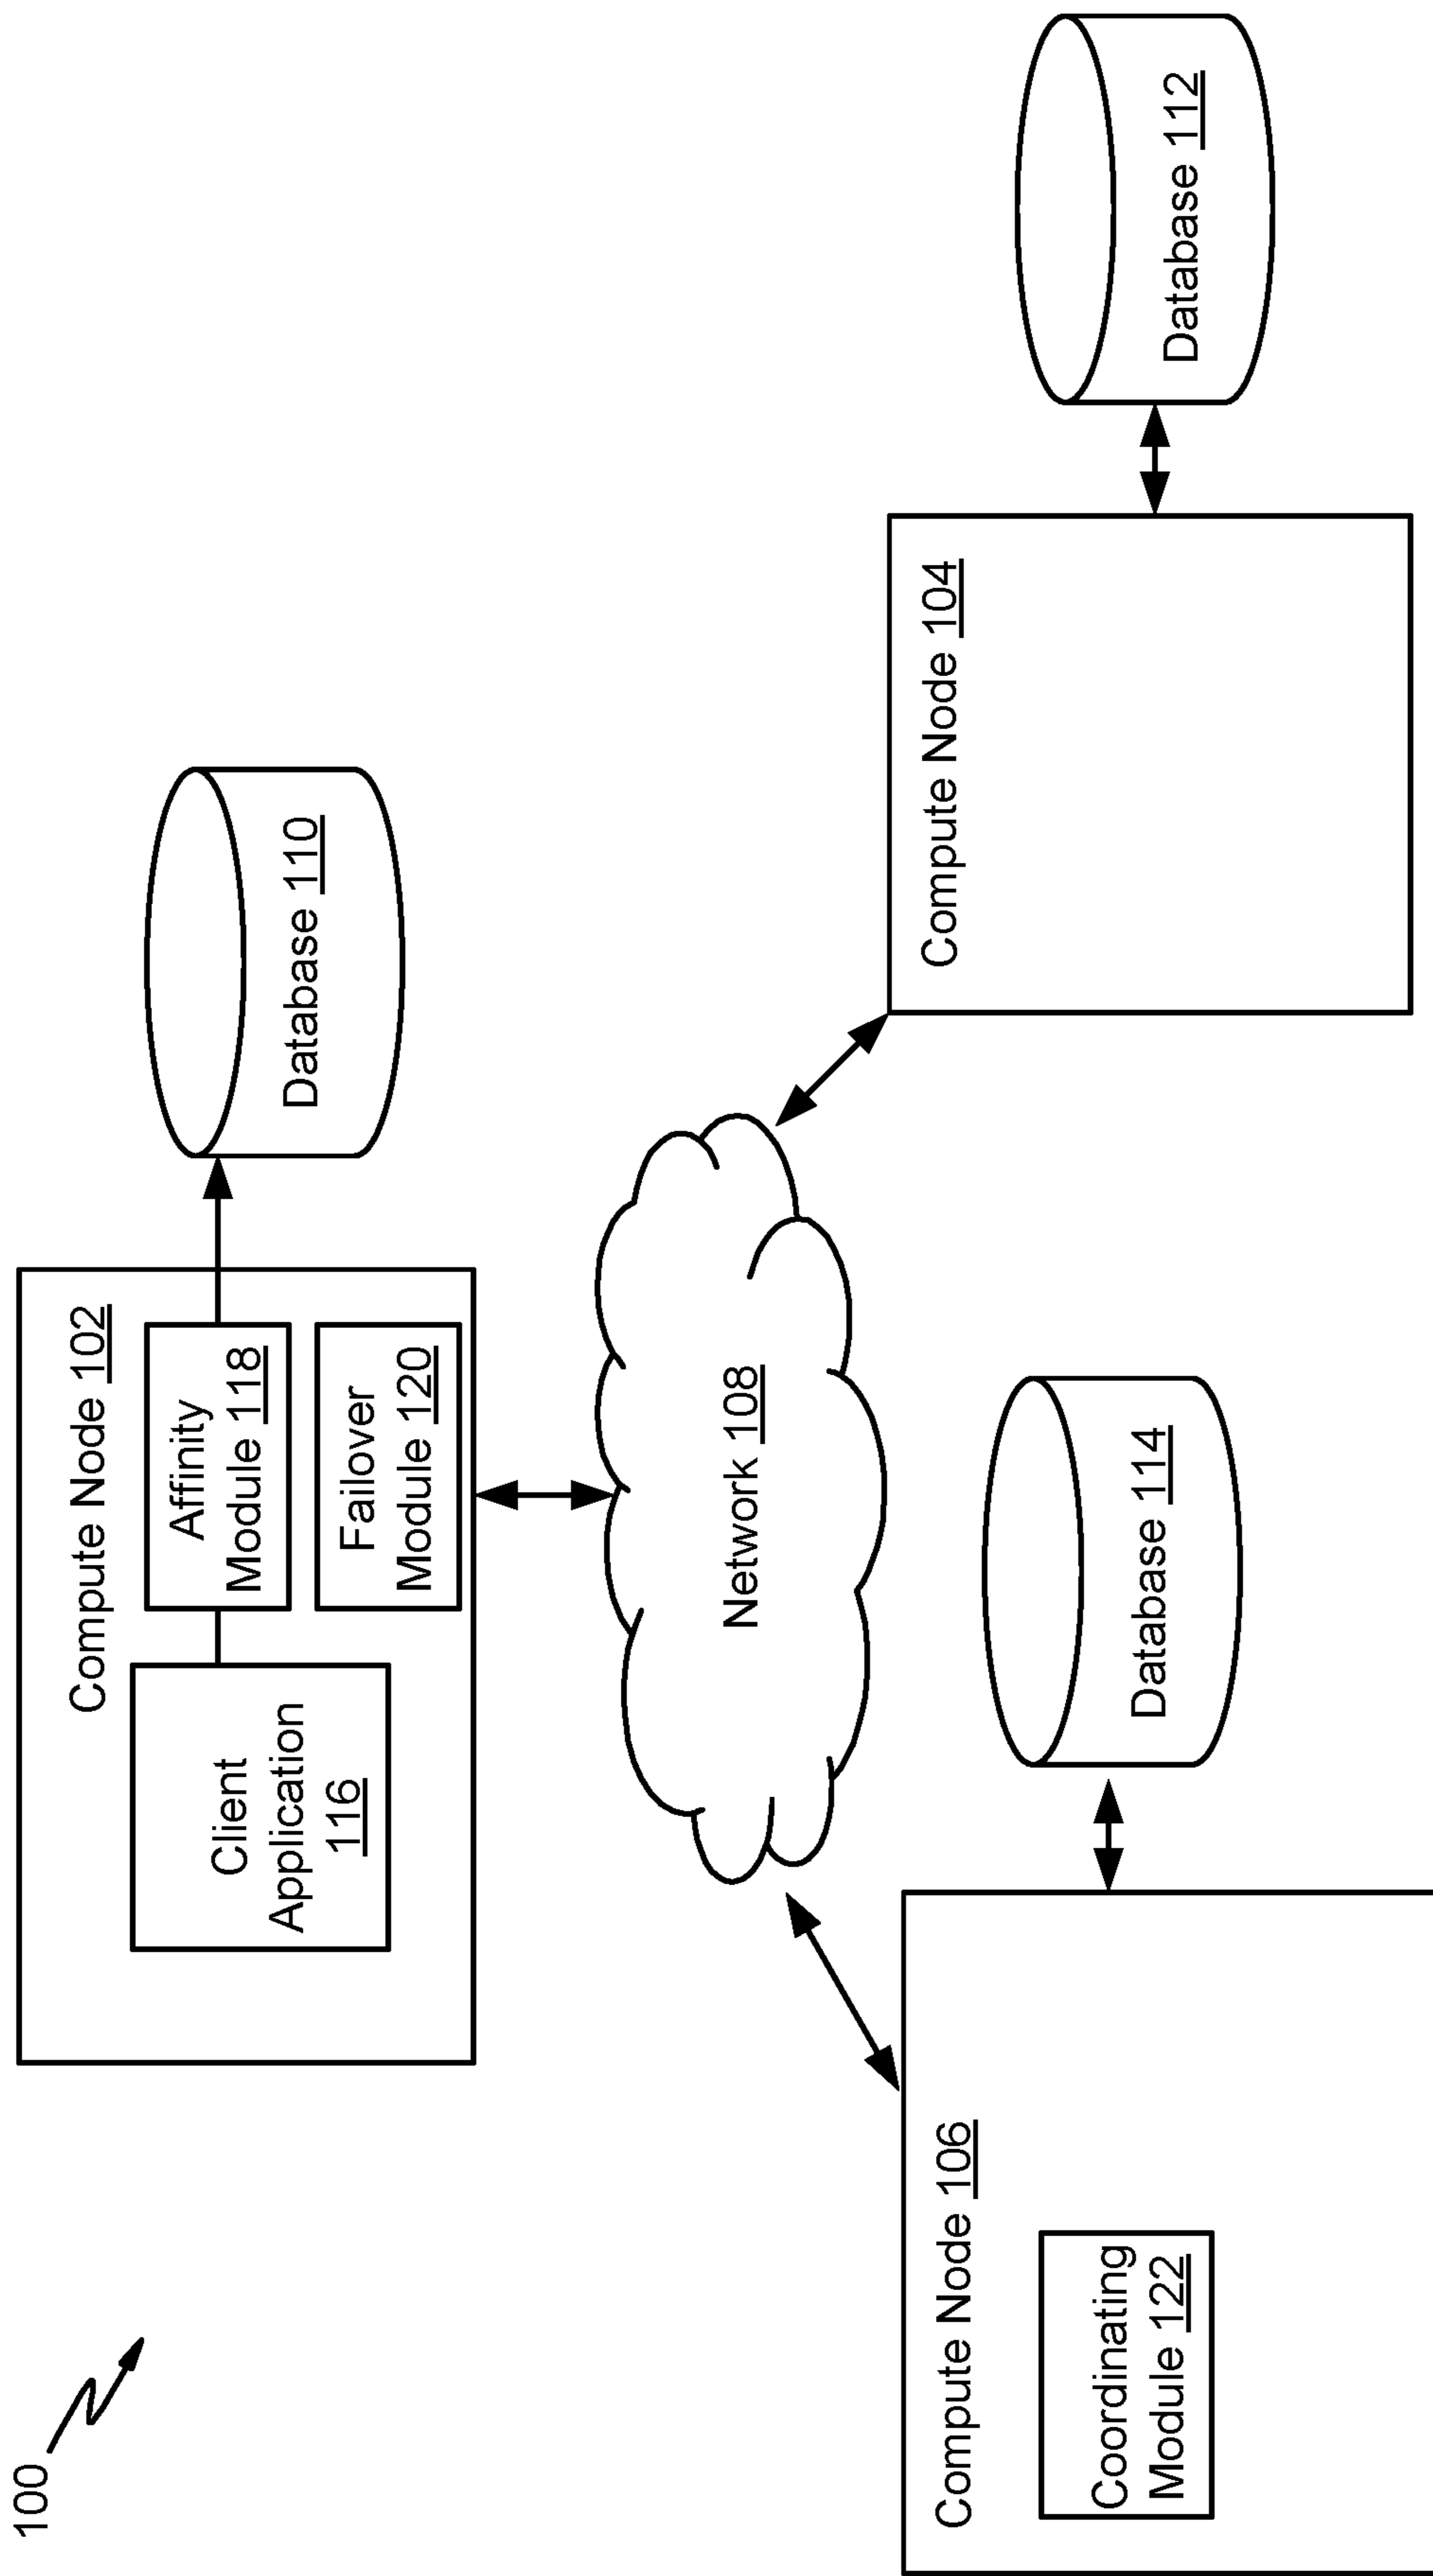 100
Compute Node 102
Client
Application
116
Affinity
Module 118
Failover
Module 120
Database 110
Network 108
Compute Node 106
Coordinating
Module 122
Database 114
Compute Node 104
Database 112